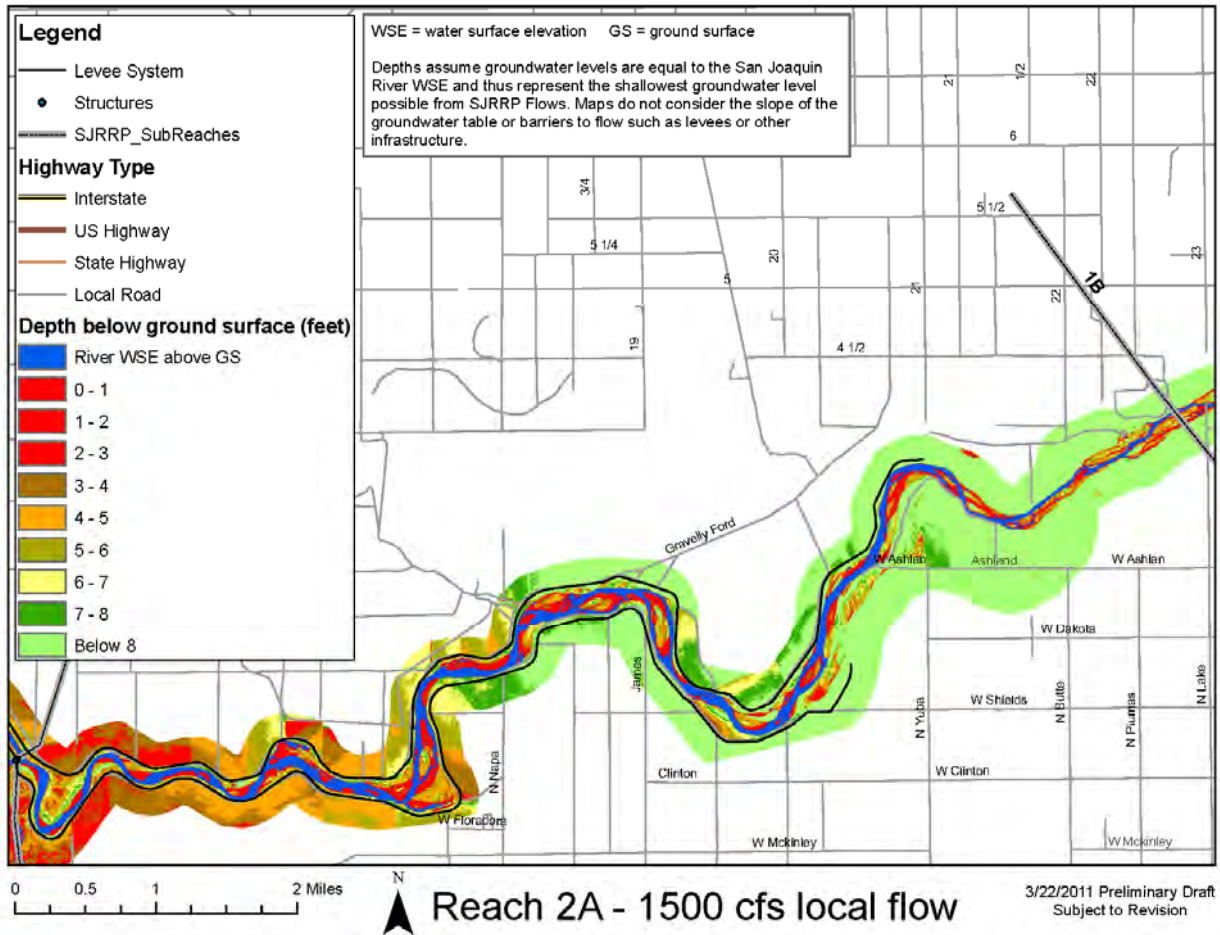 Legend
Levee System
Structures
SJRRP_SubReaches
Highway Type
Interstate
US Highway
State Highway
Local Road
Depth below ground surface (feet)
River WSE above GS
0 - 1
1 - 2
2 - 3
3 - 4
4 - 5
5 - 6
6 - 7
7 - 8
Below 8
WSE = water surface elevation GS = ground surface
Depths assume groundwater levels are equal to the San Joaquin
River WSE and thus represent the shallowest groundwater level
possible from SJRRP Flows. Maps do not consider the slope of the
groundwater table or barriers to flow such as levees or other
infrastructure.
21
1/2
22
6
3/4
5 1/2
5 1/4
20
5
21
22
23
1B
19
4 1/2
Gravelly Ford
W Ashlan
Ashland
W Ashlan
W Dakota
James
N Yuba
W Shields
N Butte
N Plumas
N Lake
Clinton
W Clinton
N Napa
W Floradora
W Mckinley
W Mckinley
0 0.5 1 2 Miles
N
Reach 2A - 1500 cfs local flow
3/22/2011 Preliminary Draft
Subject to Revision